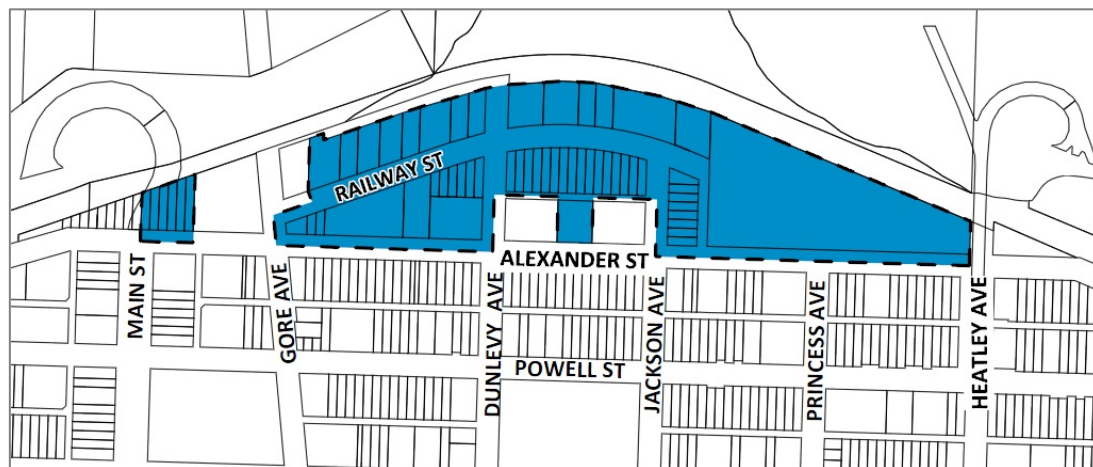 RAILWAY ST
ALEXANDER ST
MAIN ST
GORE AVE
DUNLEVY AVE
JACKSON AVE
PRINCESS AVE
HEATLEY AVE
POWELL ST